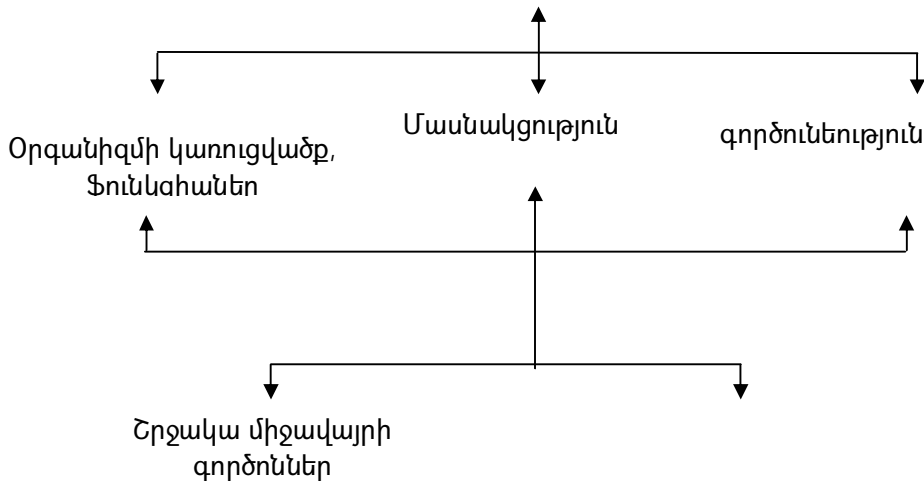 Մասնակցություն
գործունեություն
Օրգանիզմի կառուցվածք,
Ֆունկցիաներ
Շրջակա միջավայրի
գործոններ